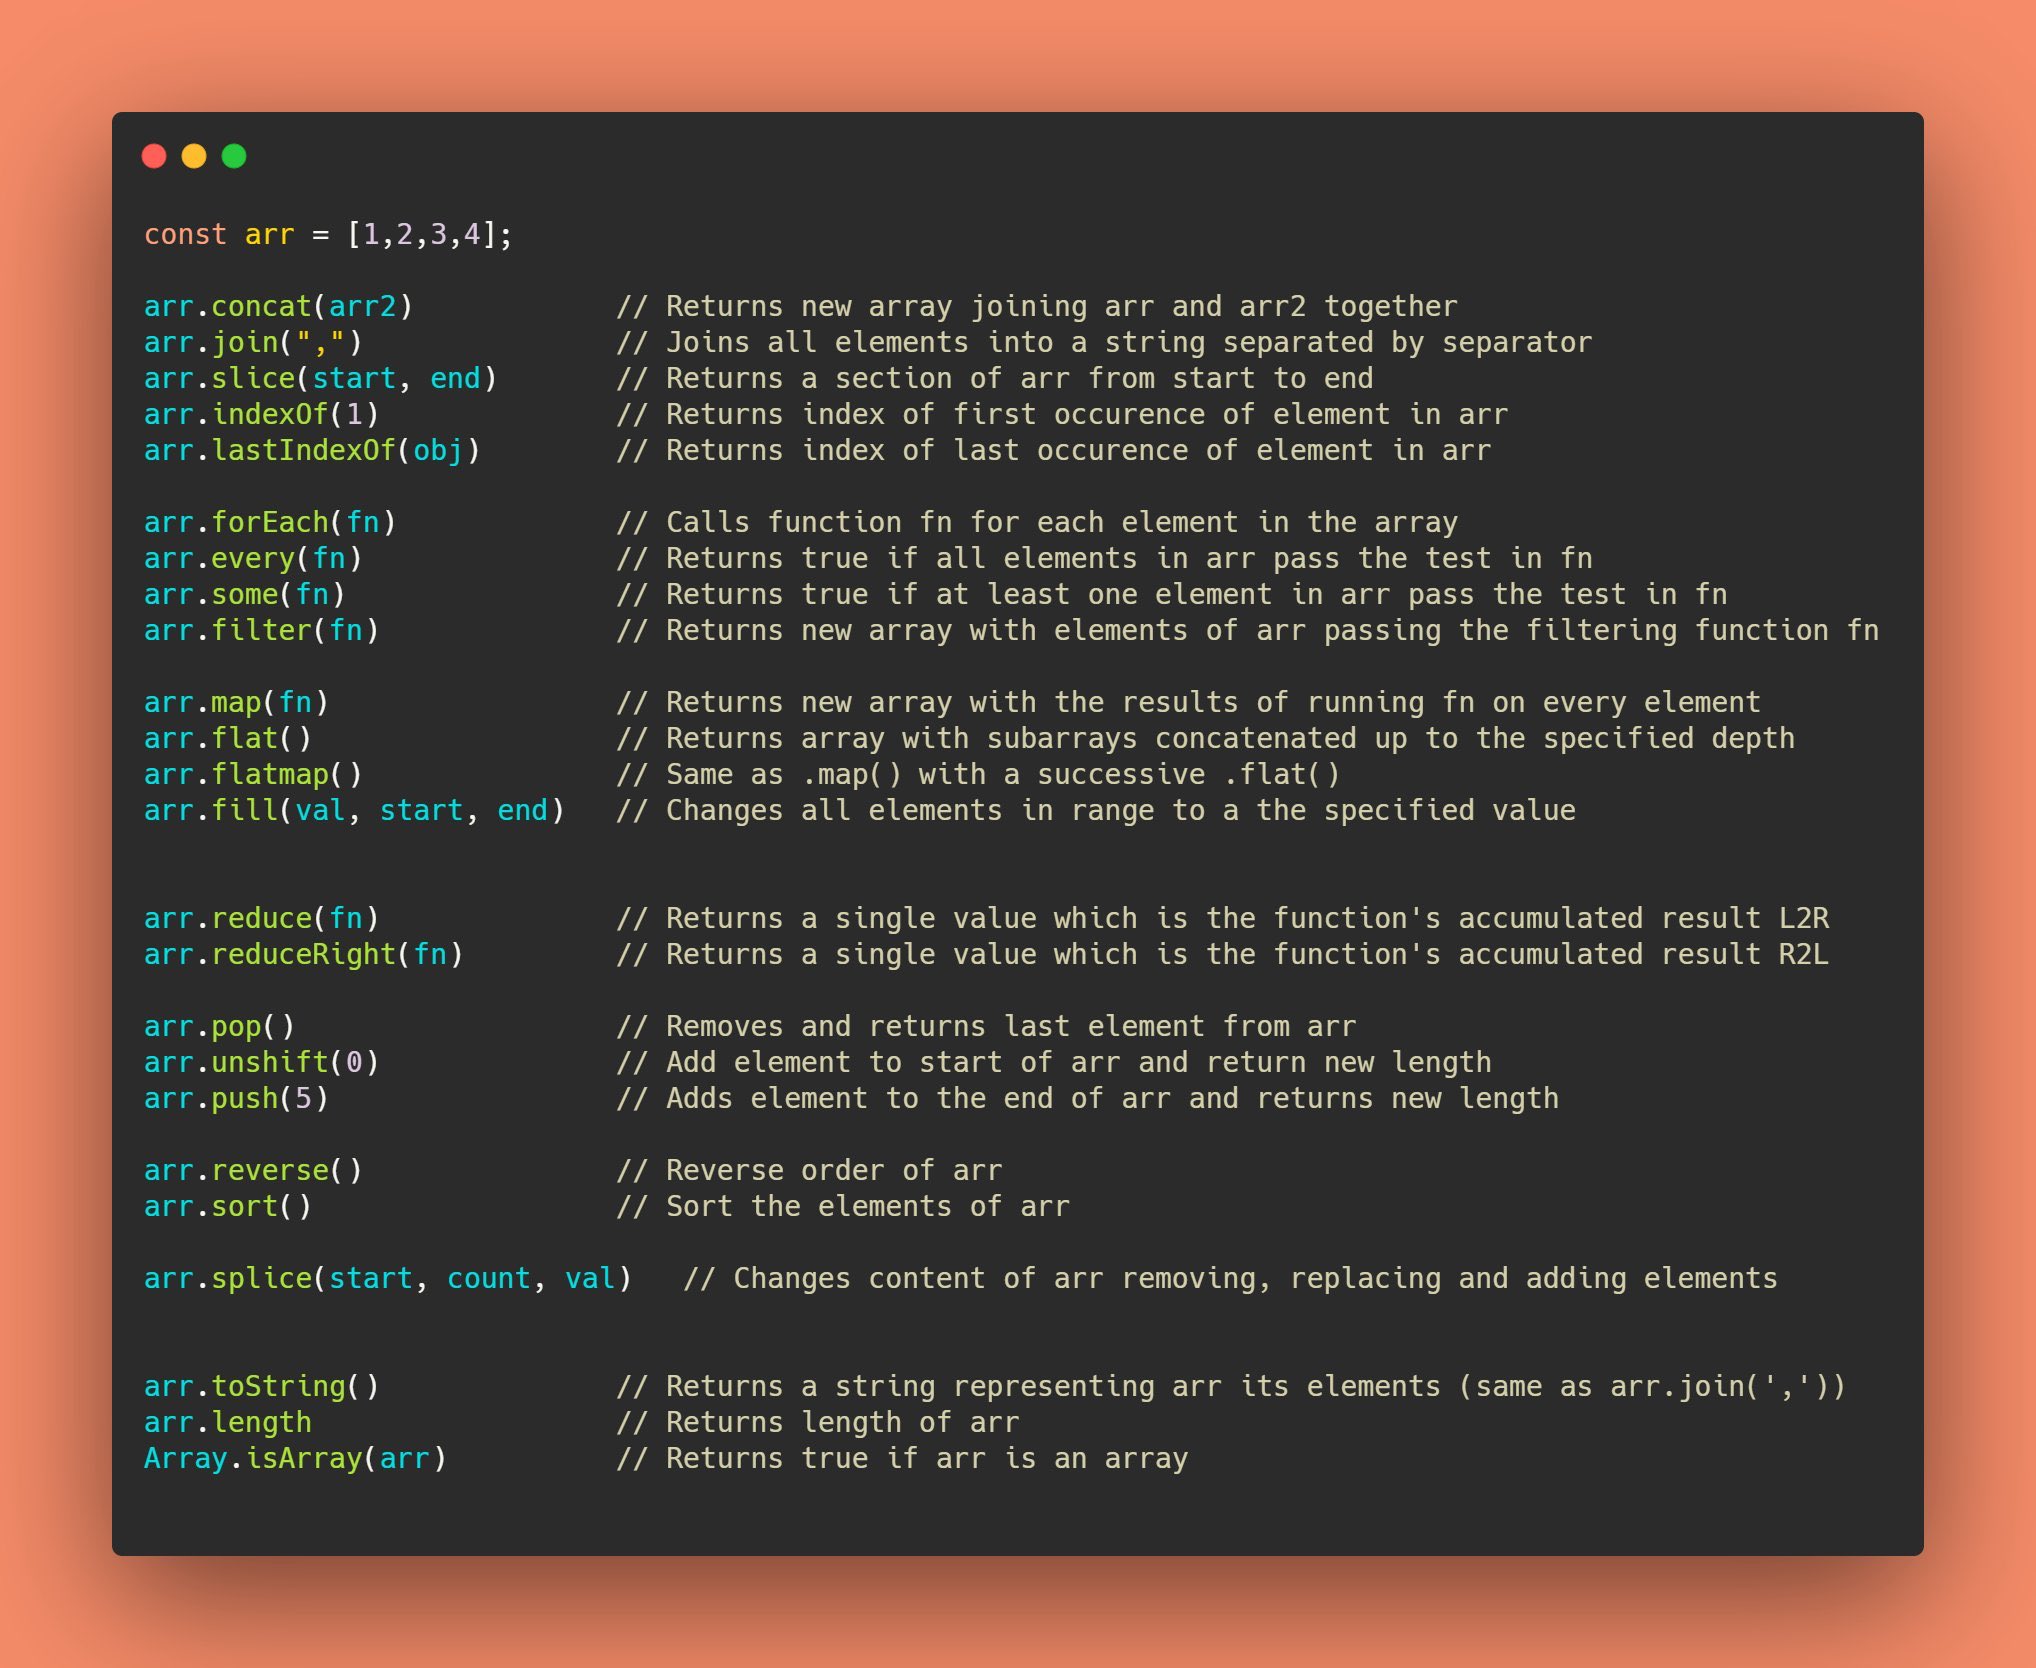 const arr = [1,2,3,4];
arr.concat(arr2) // Returns new array joining arr and arr2 together
arr.join(",") // Joins all elements into a string separated by separator
arr.slice(start, end) // Returns a section of arr from start to end
arr.indexOf(1) // Returns index of first occurence of element in arr
arr.lastIndexOf(obj) // Returns index of last occurence of element in arr
arr.forEach(fn) // Calls function fn for each element in the array
arr.every(fn) // Returns true if all elements in arr pass the test in fn
arr.some(fn) // Returns true if at least one element in arr pass the test in fn
arr.filter(fn) // Returns new array with elements of arr passing the filtering function fn
arr.map(fn) // Returns new array with the results of running fn on every element
arr.flat() // Returns array with subarrays concatenated up to the specified depth
arr.flatmap() // Same as .map() with a successive .flat()
arr.fill(val, start, end) // Changes all elements in range to a the specified value
arr.reduce(fn) // Returns a single value which is the function's accumulated result L2R
arr.reduceRight(fn) // Returns a single value which is the function's accumulated result R2L
arr.pop() // Removes and returns last element from arr
arr.unshift(0) // Add element to start of arr and return new length
arr.push(5) // Adds element to the end of arr and returns new length
arr.reverse() // Reverse order of arr
arr.sort() // Sort the elements of arr
arr.splice(start, count, val) // Changes content of arr removing, replacing and adding elements
arr.toString() // Returns a string representing arr its elements (same as arr.join(','))
arr.length // Returns length of arr
Array.isArray(arr) // Returns true if arr is an array